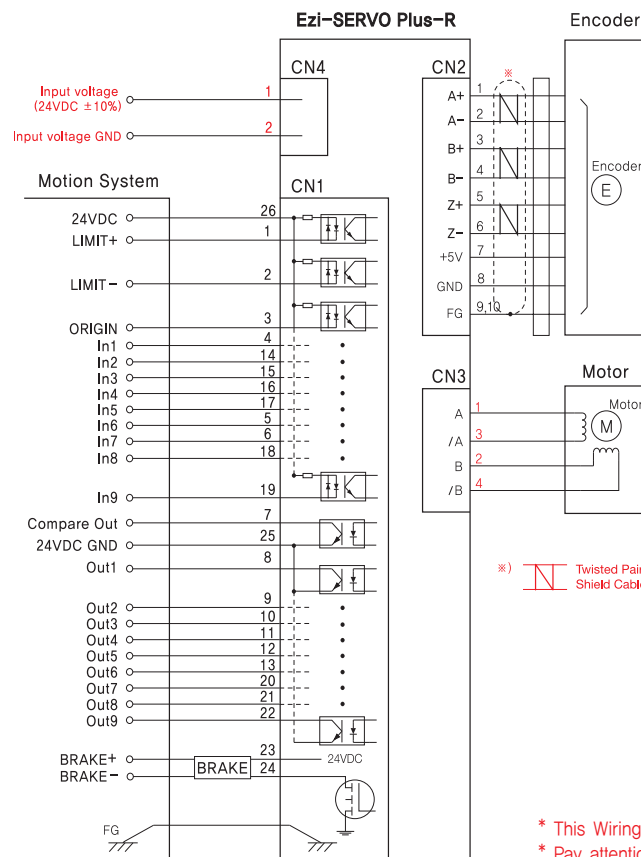 Ezi-SERVO Plus-R
Encoder
CN4
Input voltage
(24VDC ±10%)
1
Input voltage GND
2
CN2
※
A+ 1
A- 2
B+ 3
B- 4
Z+ 5
Z- 6
+5V 7
GND 8
FG 9,10
Encoder
E
Motion System
CN1
24VDC 26
LIMIT+ 1
LIMIT- 2
ORIGIN 3
In1 4
In2 14
In3 15
In4 16
In5 17
In6 5
In7 6
In8 18
In9 19
Compare Out 7
24VDC GND 25
Out1 8
Out2 9
Out3 10
Out4 11
Out5 12
Out6 13
Out7 20
Out8 21
Out9 22
BRAKE+ 23 24VDC
BRAKE- BRAKE 24
FG
CN3
Motor
A 1
/A 3
B 2
/B 4
Motor
M
※) Twisted Pair
Shield Cable
* This Wiring
* Pay attention